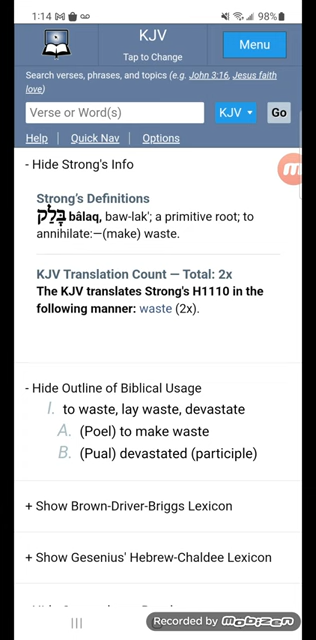 1:14
98%
KJV
Tap to Change
Menu
Search verses, phrases, and topics (e.g. John 3:16, Jesus faith
love)
Verse or Word(s)
KJV
Go
Help | Quick Nav | Options
- Hide Strong's Info
Strong's Definitions
בָּלַק bâlaq, baw-lak'; a primitive root; to
annihilate:—(make) waste.
KJV Translation Count — Total: 2x
The KJV translates Strong's H1110 in the
following manner: waste (2x).
- Hide Outline of Biblical Usage
I. to waste, lay waste, devastate
A. (Poel) to make waste
B. (Pual) devastated (participle)
+ Show Brown-Driver-Briggs Lexicon
+ Show Gesenius' Hebrew-Chaldee Lexicon
Recorded by Mobizen